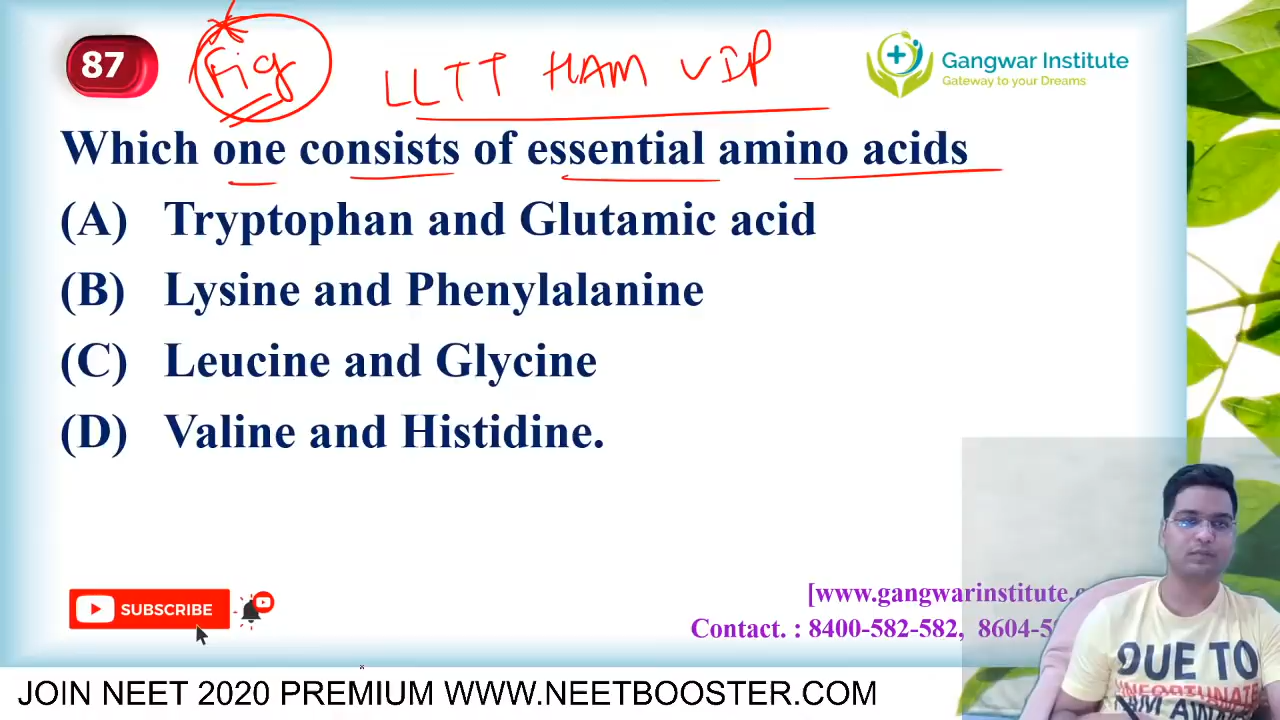 87
Fig
LLTT HAM VIP
Gangwar Institute
Gateway to your Dreams
Which one consists of essential amino acids
(A) Tryptophan and Glutamic acid
(B) Lysine and Phenylalanine
(C) Leucine and Glycine
(D) Valine and Histidine.
SUBSCRIBE
[www.gangwarinstitute.
Contact. : 8400-582-582, 8604-5
DUE TO
UNFORTUNATE
AM
JOIN NEET 2020 PREMIUM WWW.NEETBOOSTER.COM